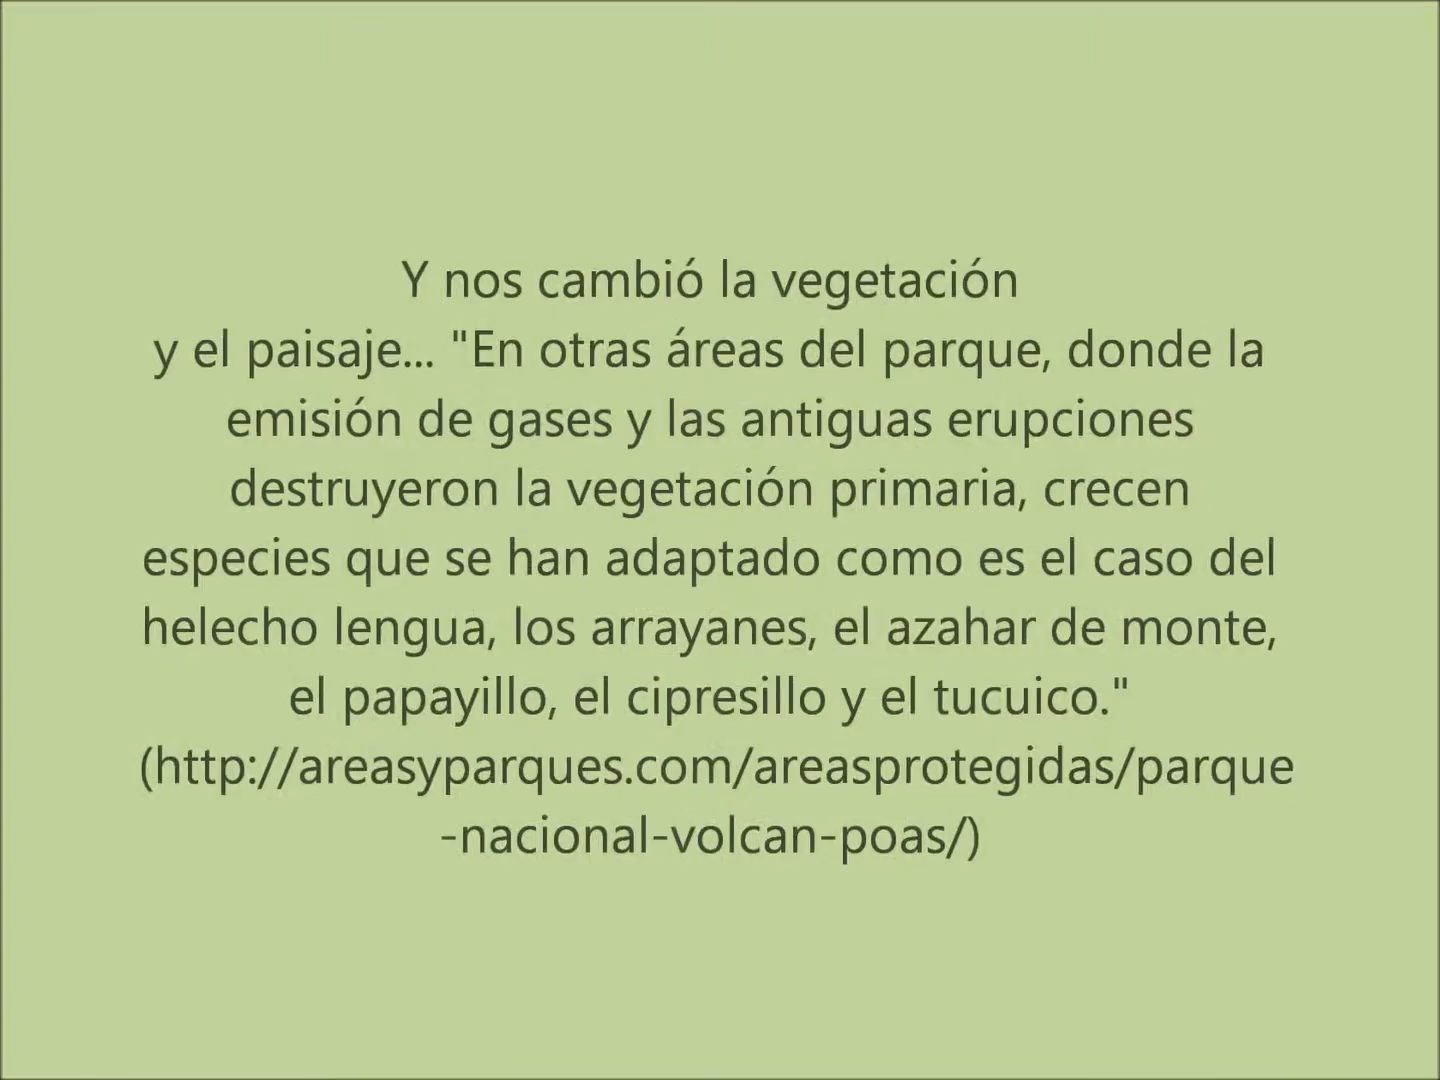 Y nos cambió la vegetación
y el paisaje... "En otras áreas del parque, donde la
emisión de gases y las antiguas erupciones
destruyeron la vegetación primaria, crecen
especies que se han adaptado como es el caso del
helecho lengua, los arrayanes, el azahar de monte,
el papayillo, el cipresillo y el tucuico."
(http://areasyparques.com/areasprotegidas/parque
-nacional-volcan-poas/)